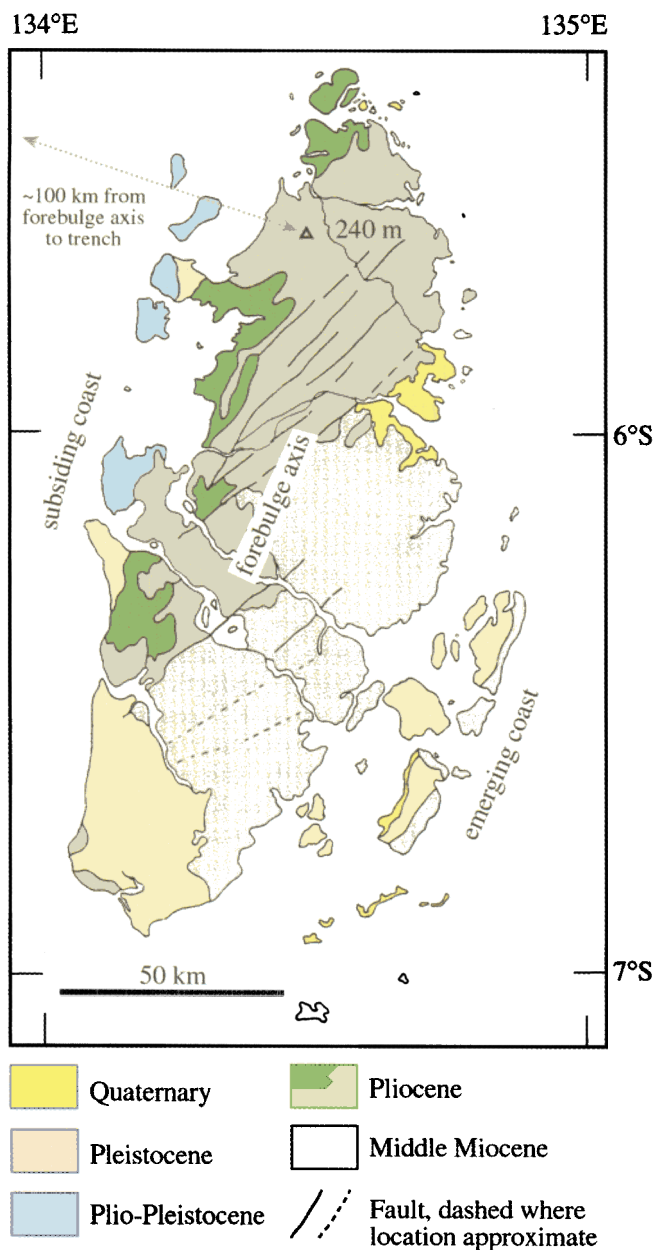 134°E
135°E
~100 km from
forebulge axis
to trench
240 m
subsiding coast
6°S
forebulge axis
emerging coast
50 km
7°S
Quaternary
Pliocene
Pleistocene
Middle Miocene
Plio-Pleistocene
Fault, dashed where
location approximate